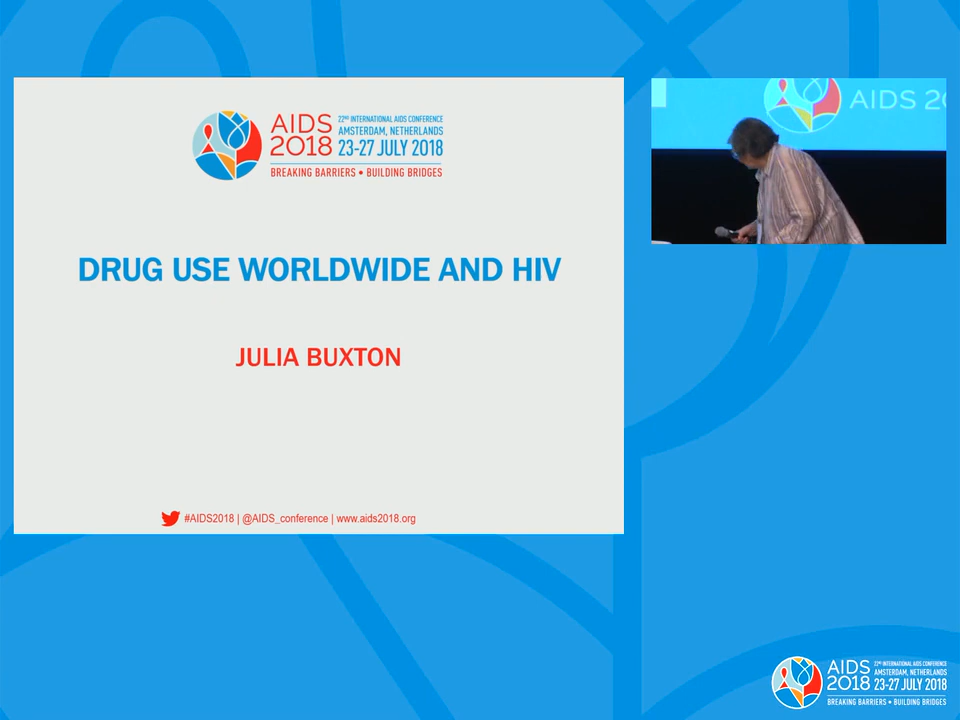 AIDS 2018
22ND INTERNATIONAL AIDS CONFERENCE
AMSTERDAM, NETHERLANDS
23-27 JULY 2018
BREAKING BARRIERS • BUILDING BRIDGES
DRUG USE WORLDWIDE AND HIV
JULIA BUXTON
#AIDS2018 | @AIDS_conference | www.aids2018.org
AIDS 2
AIDS 2018
22ND INTERNATIONAL AIDS CONFERENCE
AMSTERDAM, NETHERLANDS
23-27 JULY 2018
BREAKING BARRIERS • BUILDING BRIDGES